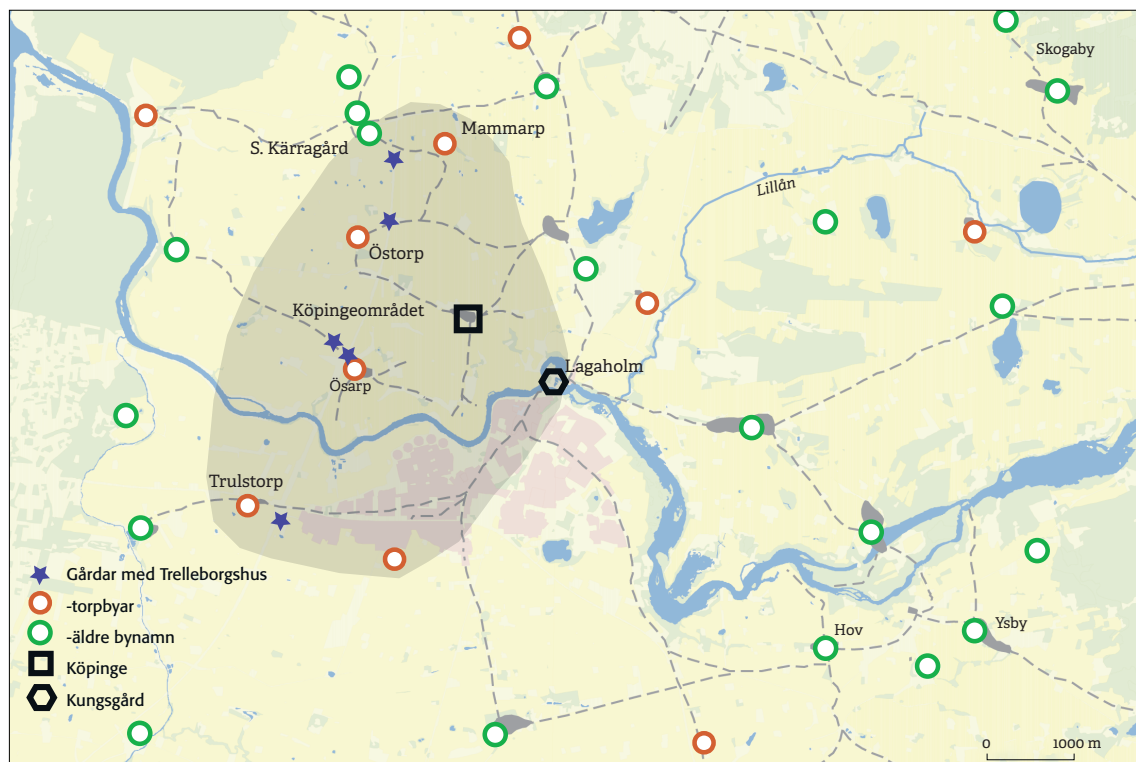 Skogaby
Mammarp
S. Kärragård
Lillån
Östorp
Köpingeområdet
Lagaholm
Ösarp
Trulstorp
Gårdar med Trelleborgshus
-torpbyar
-äldre bynamn
Köpinge
Kungsgård
Hov
Ysby
0 1000 m